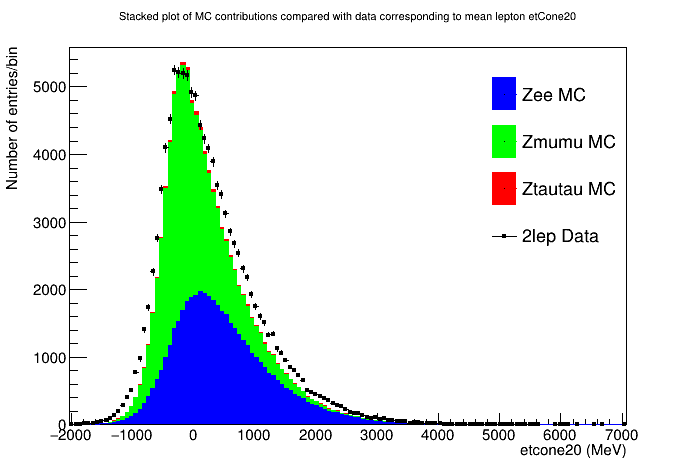 Stacked plot of MC contributions compared with data corresponding to mean lepton etCone20
Number of entries/bin
5000
4000
3000
2000
1000
0
Zee MC
Zmumu MC
Ztautau MC
2lep Data
−2000 −1000 0 1000 2000 3000 4000 5000 6000 7000
etcone20 (MeV)